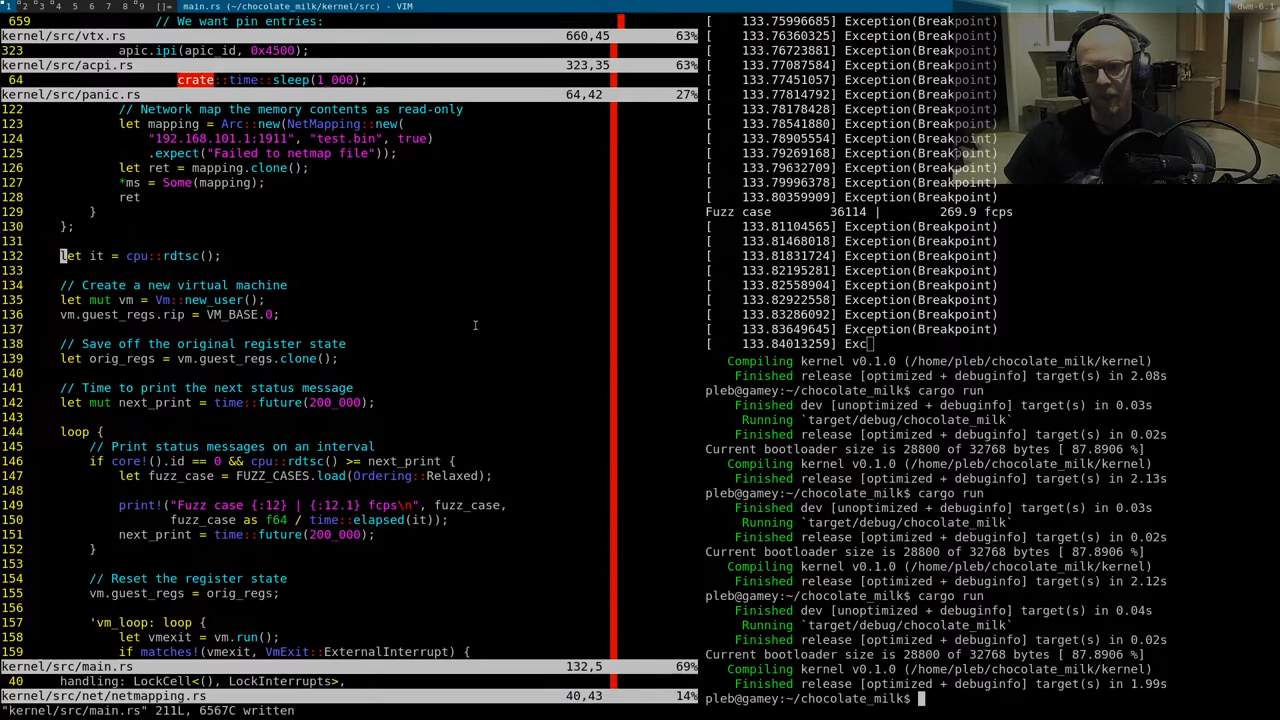 1 2 3 4 5 6 7 8 9 []= main.rs (~/chocolate_milk/kernel/src) - VIM
dwm-6.1
659 // We want pin entries:
kernel/src/vtx.rs 660,45 63%
323 apic.ipi(apic_id, 0x4500);
kernel/src/acpi.rs 323,35 63%
64 crate::time::sleep(1_000);
kernel/src/panic.rs 64,42 27%
122 // Network map the memory contents as read-only
123 let mapping = Arc::new(NetMapping::new(
124 "192.168.101.1:1911", "test.bin", true)
125 .expect("Failed to netmap file"));
126 let ret = mapping.clone();
127 *ms = Some(mapping);
128 ret
129 }
130 };
131
132 let it = cpu::rdtsc();
133
134 // Create a new virtual machine
135 let mut vm = Vm::new_user();
136 vm.guest_regs.rip = VM_BASE.0;
137
138 // Save off the original register state
139 let orig_regs = vm.guest_regs.clone();
140
141 // Time to print the next status message
142 let mut next_print = time::future(200_000);
143
144 loop {
145 // Print status messages on an interval
146 if core!().id == 0 && cpu::rdtsc() >= next_print {
147 let fuzz_case = FUZZ_CASES.load(Ordering::Relaxed);
148
149 print!("Fuzz case {:12} | {:12.1} fcps\n", fuzz_case,
150 fuzz_case as f64 / time::elapsed(it));
151 next_print = time::future(200_000);
152 }
153
154 // Reset the register state
155 vm.guest_regs = orig_regs;
156
157 'vm_loop: loop {
158 let vmexit = vm.run();
159 if matches!(vmexit, VmExit::ExternalInterrupt) {
kernel/src/main.rs 132,5 69%
40 handling: LockCell<(), LockInterrupts>,
kernel/src/net/netmapping.rs 40,43 14%
"kernel/src/main.rs" 211L, 6567C written
[ 133.75996685] Exception(Breakpoint)
[ 133.76360325] Exception(Breakpoint)
[ 133.76723881] Exception(Breakpoint)
[ 133.77087584] Exception(Breakpoint)
[ 133.77451057] Exception(Breakpoint)
[ 133.77814792] Exception(Breakpoint)
[ 133.78178428] Exception(Breakpoint)
[ 133.78541880] Exception(Breakpoint)
[ 133.78905554] Exception(Breakpoint)
[ 133.79269168] Exception(Breakpoint)
[ 133.79632709] Exception(Breakpoint)
[ 133.79996378] Exception(Breakpoint)
[ 133.80359909] Exception(Breakpoint)
Fuzz case 36114 | 269.9 fcps
[ 133.81104565] Exception(Breakpoint)
[ 133.81468018] Exception(Breakpoint)
[ 133.81831724] Exception(Breakpoint)
[ 133.82195281] Exception(Breakpoint)
[ 133.82558904] Exception(Breakpoint)
[ 133.82922558] Exception(Breakpoint)
[ 133.83286092] Exception(Breakpoint)
[ 133.83649645] Exception(Breakpoint)
[ 133.84013259] Exc
Compiling kernel v0.1.0 (/home/pleb/chocolate_milk/kernel)
Finished release [optimized + debuginfo] target(s) in 2.08s
pleb@gamey:~/chocolate_milk$ cargo run
Finished dev [unoptimized + debuginfo] target(s) in 0.03s
Running `target/debug/chocolate_milk`
Finished release [optimized + debuginfo] target(s) in 0.02s
Current bootloader size is 28800 of 32768 bytes [ 87.8906 %]
Compiling kernel v0.1.0 (/home/pleb/chocolate_milk/kernel)
Finished release [optimized + debuginfo] target(s) in 2.13s
pleb@gamey:~/chocolate_milk$ cargo run
Finished dev [unoptimized + debuginfo] target(s) in 0.03s
Running `target/debug/chocolate_milk`
Finished release [optimized + debuginfo] target(s) in 0.02s
Current bootloader size is 28800 of 32768 bytes [ 87.8906 %]
Compiling kernel v0.1.0 (/home/pleb/chocolate_milk/kernel)
Finished release [optimized + debuginfo] target(s) in 2.12s
pleb@gamey:~/chocolate_milk$ cargo run
Finished dev [unoptimized + debuginfo] target(s) in 0.04s
Running `target/debug/chocolate_milk`
Finished release [optimized + debuginfo] target(s) in 0.02s
Current bootloader size is 28800 of 32768 bytes [ 87.8906 %]
Compiling kernel v0.1.0 (/home/pleb/chocolate_milk/kernel)
Finished release [optimized + debuginfo] target(s) in 1.99s
pleb@gamey:~/chocolate_milk$